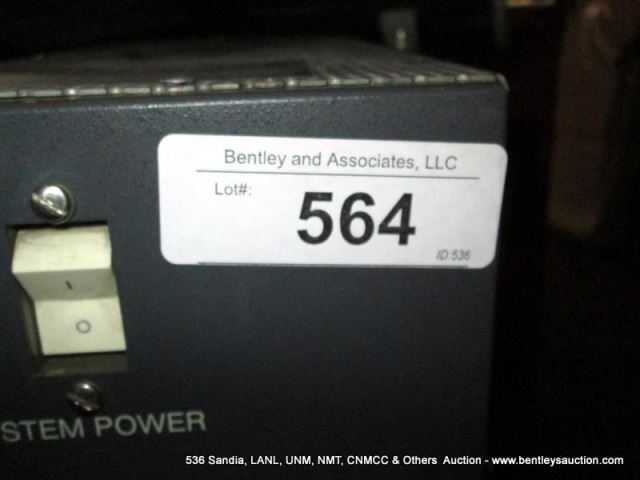 Bentley and Associates, LLC
Lot#:
564
ID:536
I
O
STEM POWER
536 Sandia, LANL, UNM, NMT, CNMCC & Others Auction - www.bentleysauction.com